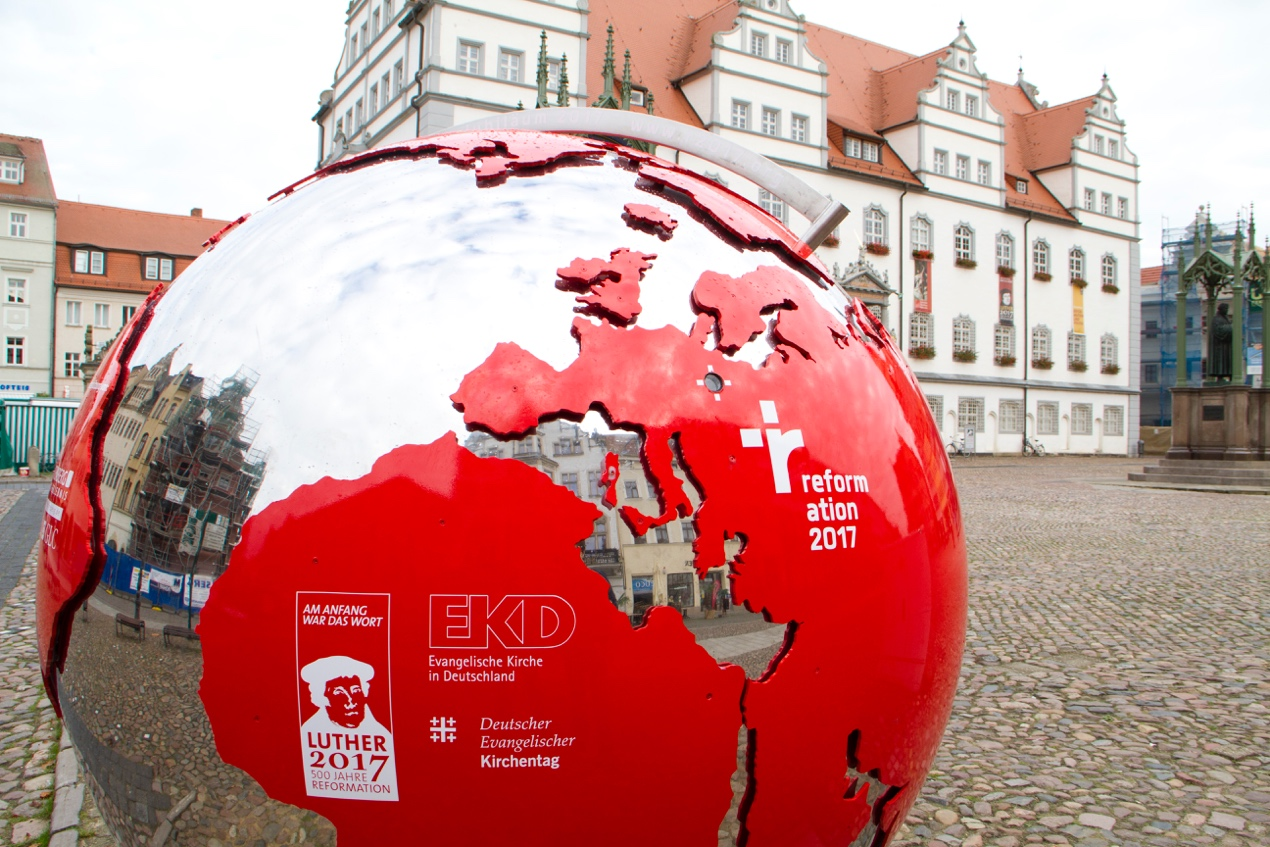 reform
ation
2017
AM ANFANG
WAR DAS WORT
LUTHER
2017
500 JAHRE
REFORMATION
EKD
Evangelische Kirche
in Deutschland
Deutscher
Evangelischer
Kirchentag
GLC